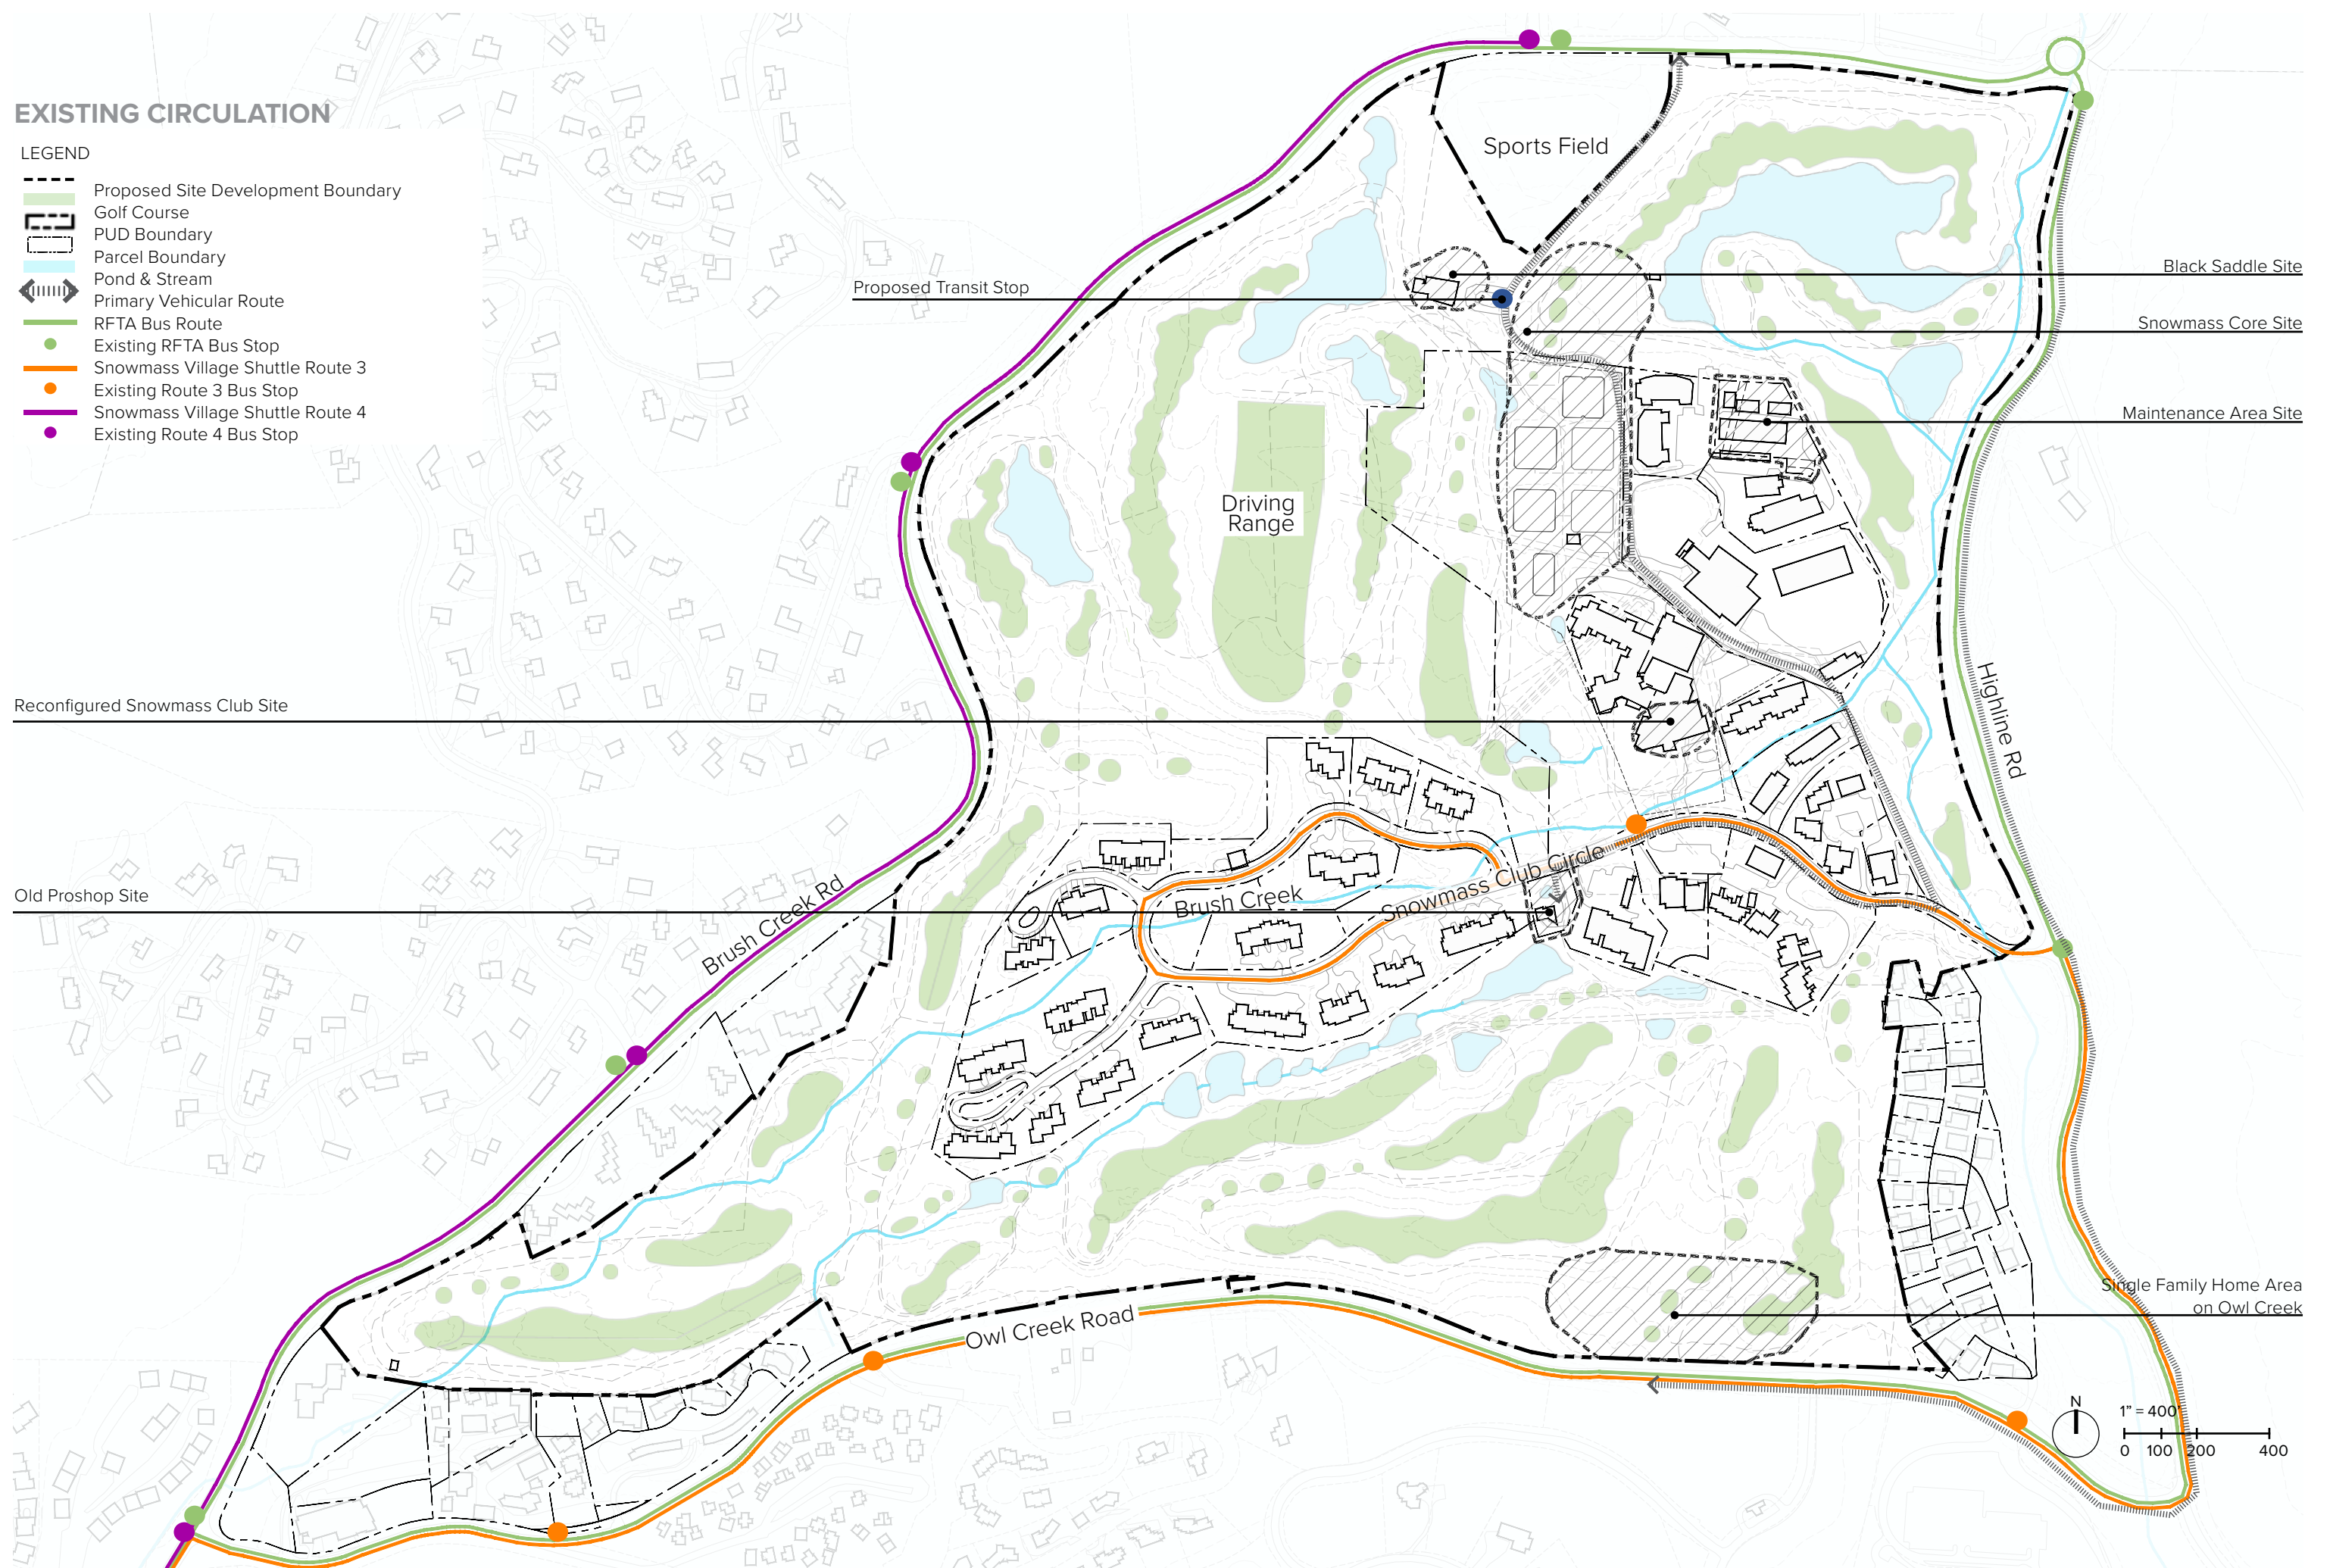 EXISTING CIRCULATION
LEGEND
Proposed Site Development Boundary
Golf Course
PUD Boundary
Parcel Boundary
Pond & Stream
Primary Vehicular Route
RFTA Bus Route
Existing RFTA Bus Stop
Snowmass Village Shuttle Route 3
Existing Route 3 Bus Stop
Snowmass Village Shuttle Route 4
Existing Route 4 Bus Stop
Sports Field
Black Saddle Site
Proposed Transit Stop
Snowmass Core Site
Maintenance Area Site
Driving
Range
Highline Rd
Reconfigured Snowmass Club Site
Snowmass Club Circle
Brush Creek
Old Proshop Site
Brush Creek Rd
Single Family Home Area
on Owl Creek
Owl Creek Road
N
1" = 400'
0 100 200 400